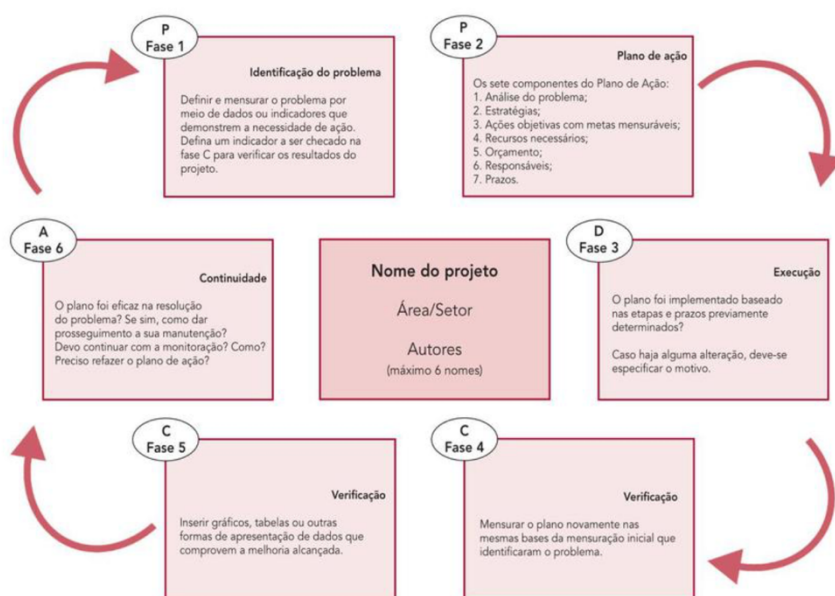 P
Fase 1
Identificação do problema
Definir e mensurar o problema por
meio de dados ou indicadores que
demonstrem a necessidade de ação.
Defina um indicador a ser checado na
fase C para verificar os resultados do
projeto.
P
Fase 2
Plano de ação
Os sete componentes do Plano de Ação:
1. Análise do problema;
2. Estratégias;
3. Ações objetivas com metas mensuráveis;
4. Recursos necessários;
5. Orçamento;
6. Responsáveis;
7. Prazos.
A
Fase 6
Continuidade
O plano foi eficaz na resolução
do problema? Se sim, como dar
prosseguimento a sua manutenção?
Devo continuar com a monitoração? Como?
Preciso refazer o plano de ação?
Nome do projeto
Área/Setor
Autores
(máximo 6 nomes)
D
Fase 3
Execução
O plano foi implementado baseado
nas etapas e prazos previamente
determinados?
Caso haja alguma alteração, deve-se
especificar o motivo.
C
Fase 5
Verificação
Inserir gráficos, tabelas ou outras
formas de apresentação de dados que
comprovem a melhoria alcançada.
C
Fase 4
Verificação
Mensurar o plano novamente nas
mesmas bases da mensuração inicial que
identificaram o problema.